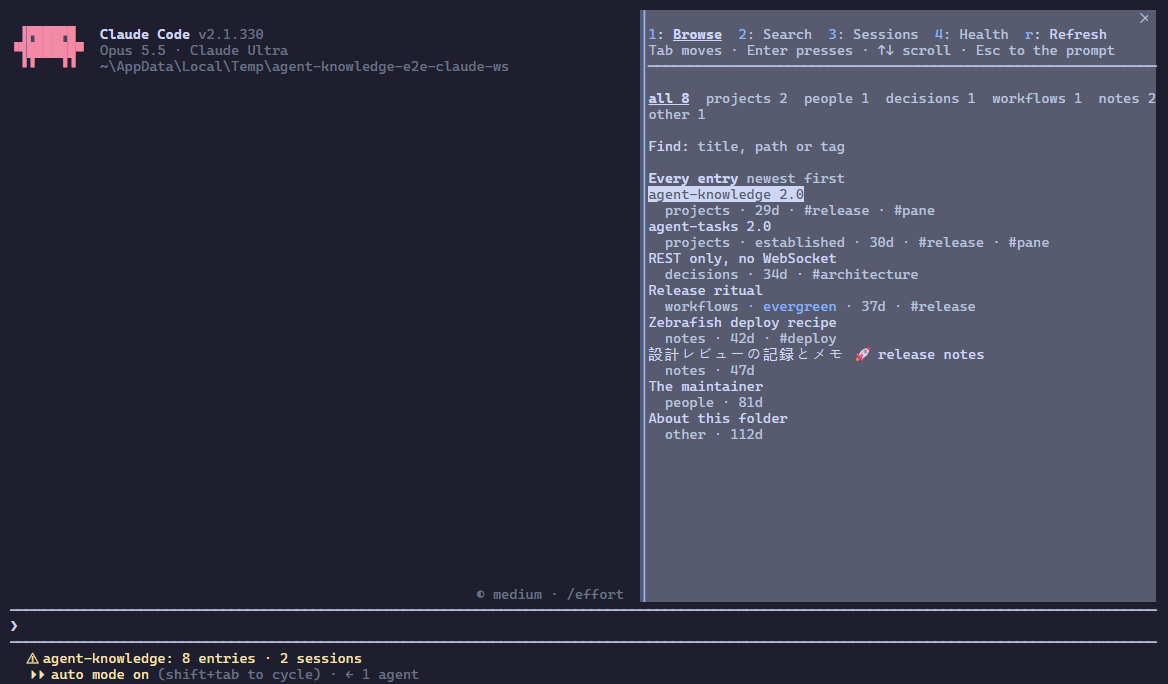 Claude Code v2.1.330
Opus 5.5 · Claude Ultra
~\AppData\Local\Temp\agent-knowledge-e2e-claude-ws
×
1: Browse 2: Search 3: Sessions 4: Health r: Refresh
Tab moves · Enter presses · ↑↓ scroll · Esc to the prompt
all 8 projects 2 people 1 decisions 1 workflows 1 notes 2
other 1
Find: title, path or tag
Every entry newest first
agent-knowledge 2.0
projects · 29d · #release · #pane
agent-tasks 2.0
projects · established · 30d · #release · #pane
REST only, no WebSocket
decisions · 34d · #architecture
Release ritual
workflows · evergreen · 37d · #release
Zebrafish deploy recipe
notes · 42d · #deploy
設計レビューの記録とメモ 🚀 release notes
notes · 47d
The maintainer
people · 81d
About this folder
other · 112d
◐ medium · /effort
❯
⚠ agent-knowledge: 8 entries · 2 sessions
⏵⏵ auto mode on (shift+tab to cycle) · ← 1 agent